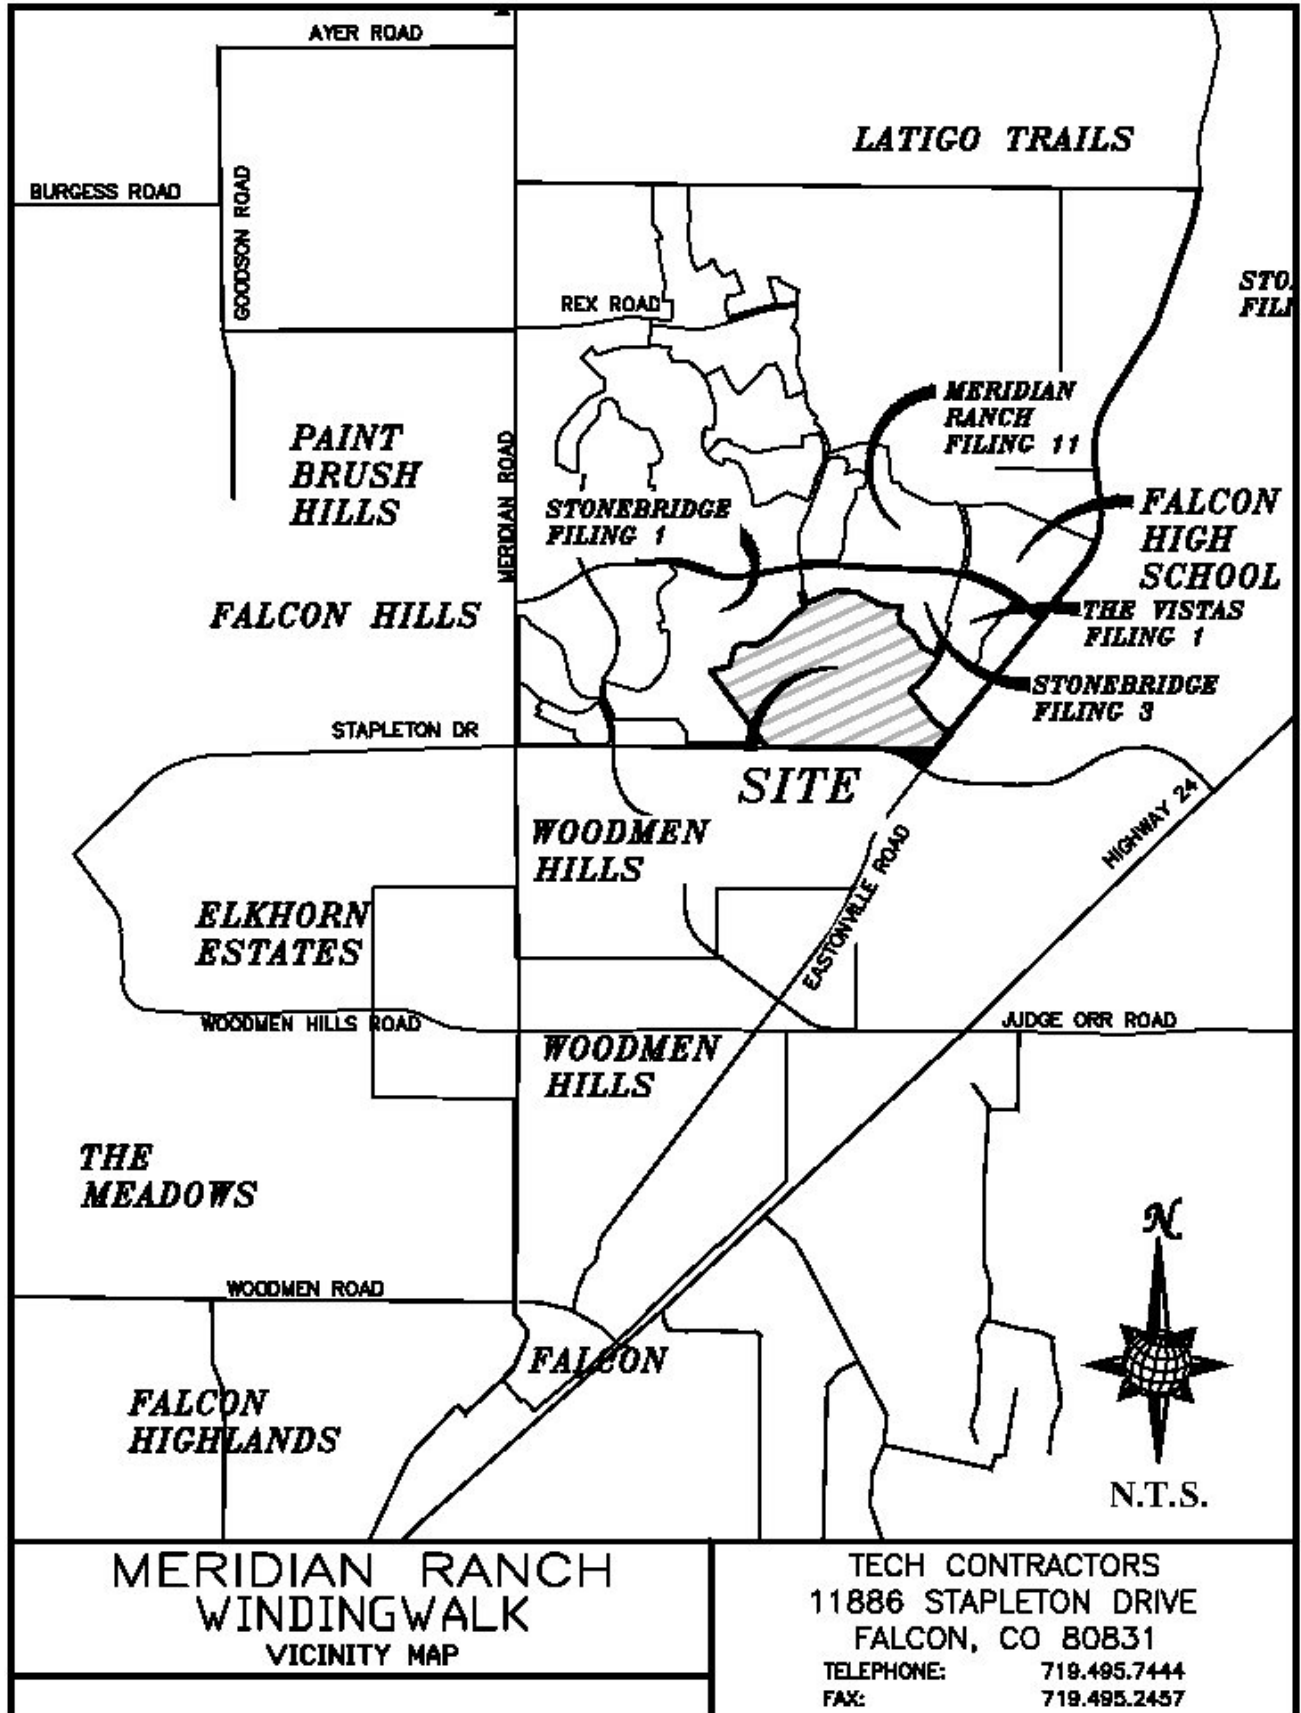 AYER ROAD
LATIGO TRAILS
BURGESS ROAD
GOODSON ROAD
STO
FILI
REX ROAD
MERIDIAN
RANCH
FILING 11
PAINT
BRUSH
HILLS
MERIDIAN ROAD
STONEBRIDGE
FILING 1
FALCON
HIGH
SCHOOL
FALCON HILLS
THE VISTAS
FILING 1
STONEBRIDGE
FILING 3
STAPLETON DR
SITE
HIGHWAY 24
WOODMEN
HILLS
EASTONVILLE ROAD
ELKHORN
ESTATES
WOODMEN HILLS ROAD
JUDGE ORR ROAD
WOODMEN
HILLS
THE
MEADOWS
N
WOODMEN ROAD
FALCON
FALCON
HIGHLANDS
N.T.S.
MERIDIAN RANCH
WINDINGWALK
VICINITY MAP
TECH CONTRACTORS
11886 STAPLETON DRIVE
FALCON, CO 80831
TELEPHONE: 719.495.7444
FAX: 719.495.2457